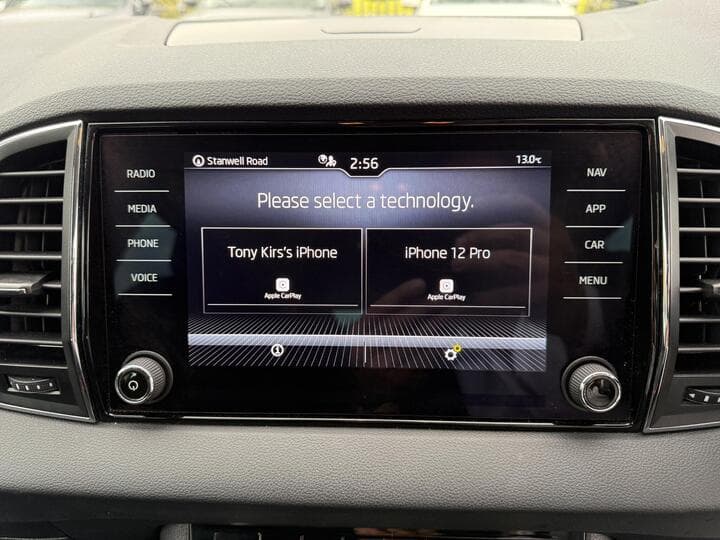 Stanwell Road
2:56
13.0°C
RADIO
MEDIA
PHONE
VOICE
Please select a technology.
Tony Kirs's iPhone
Apple CarPlay
iPhone 12 Pro
Apple CarPlay
NAV
APP
CAR
MENU